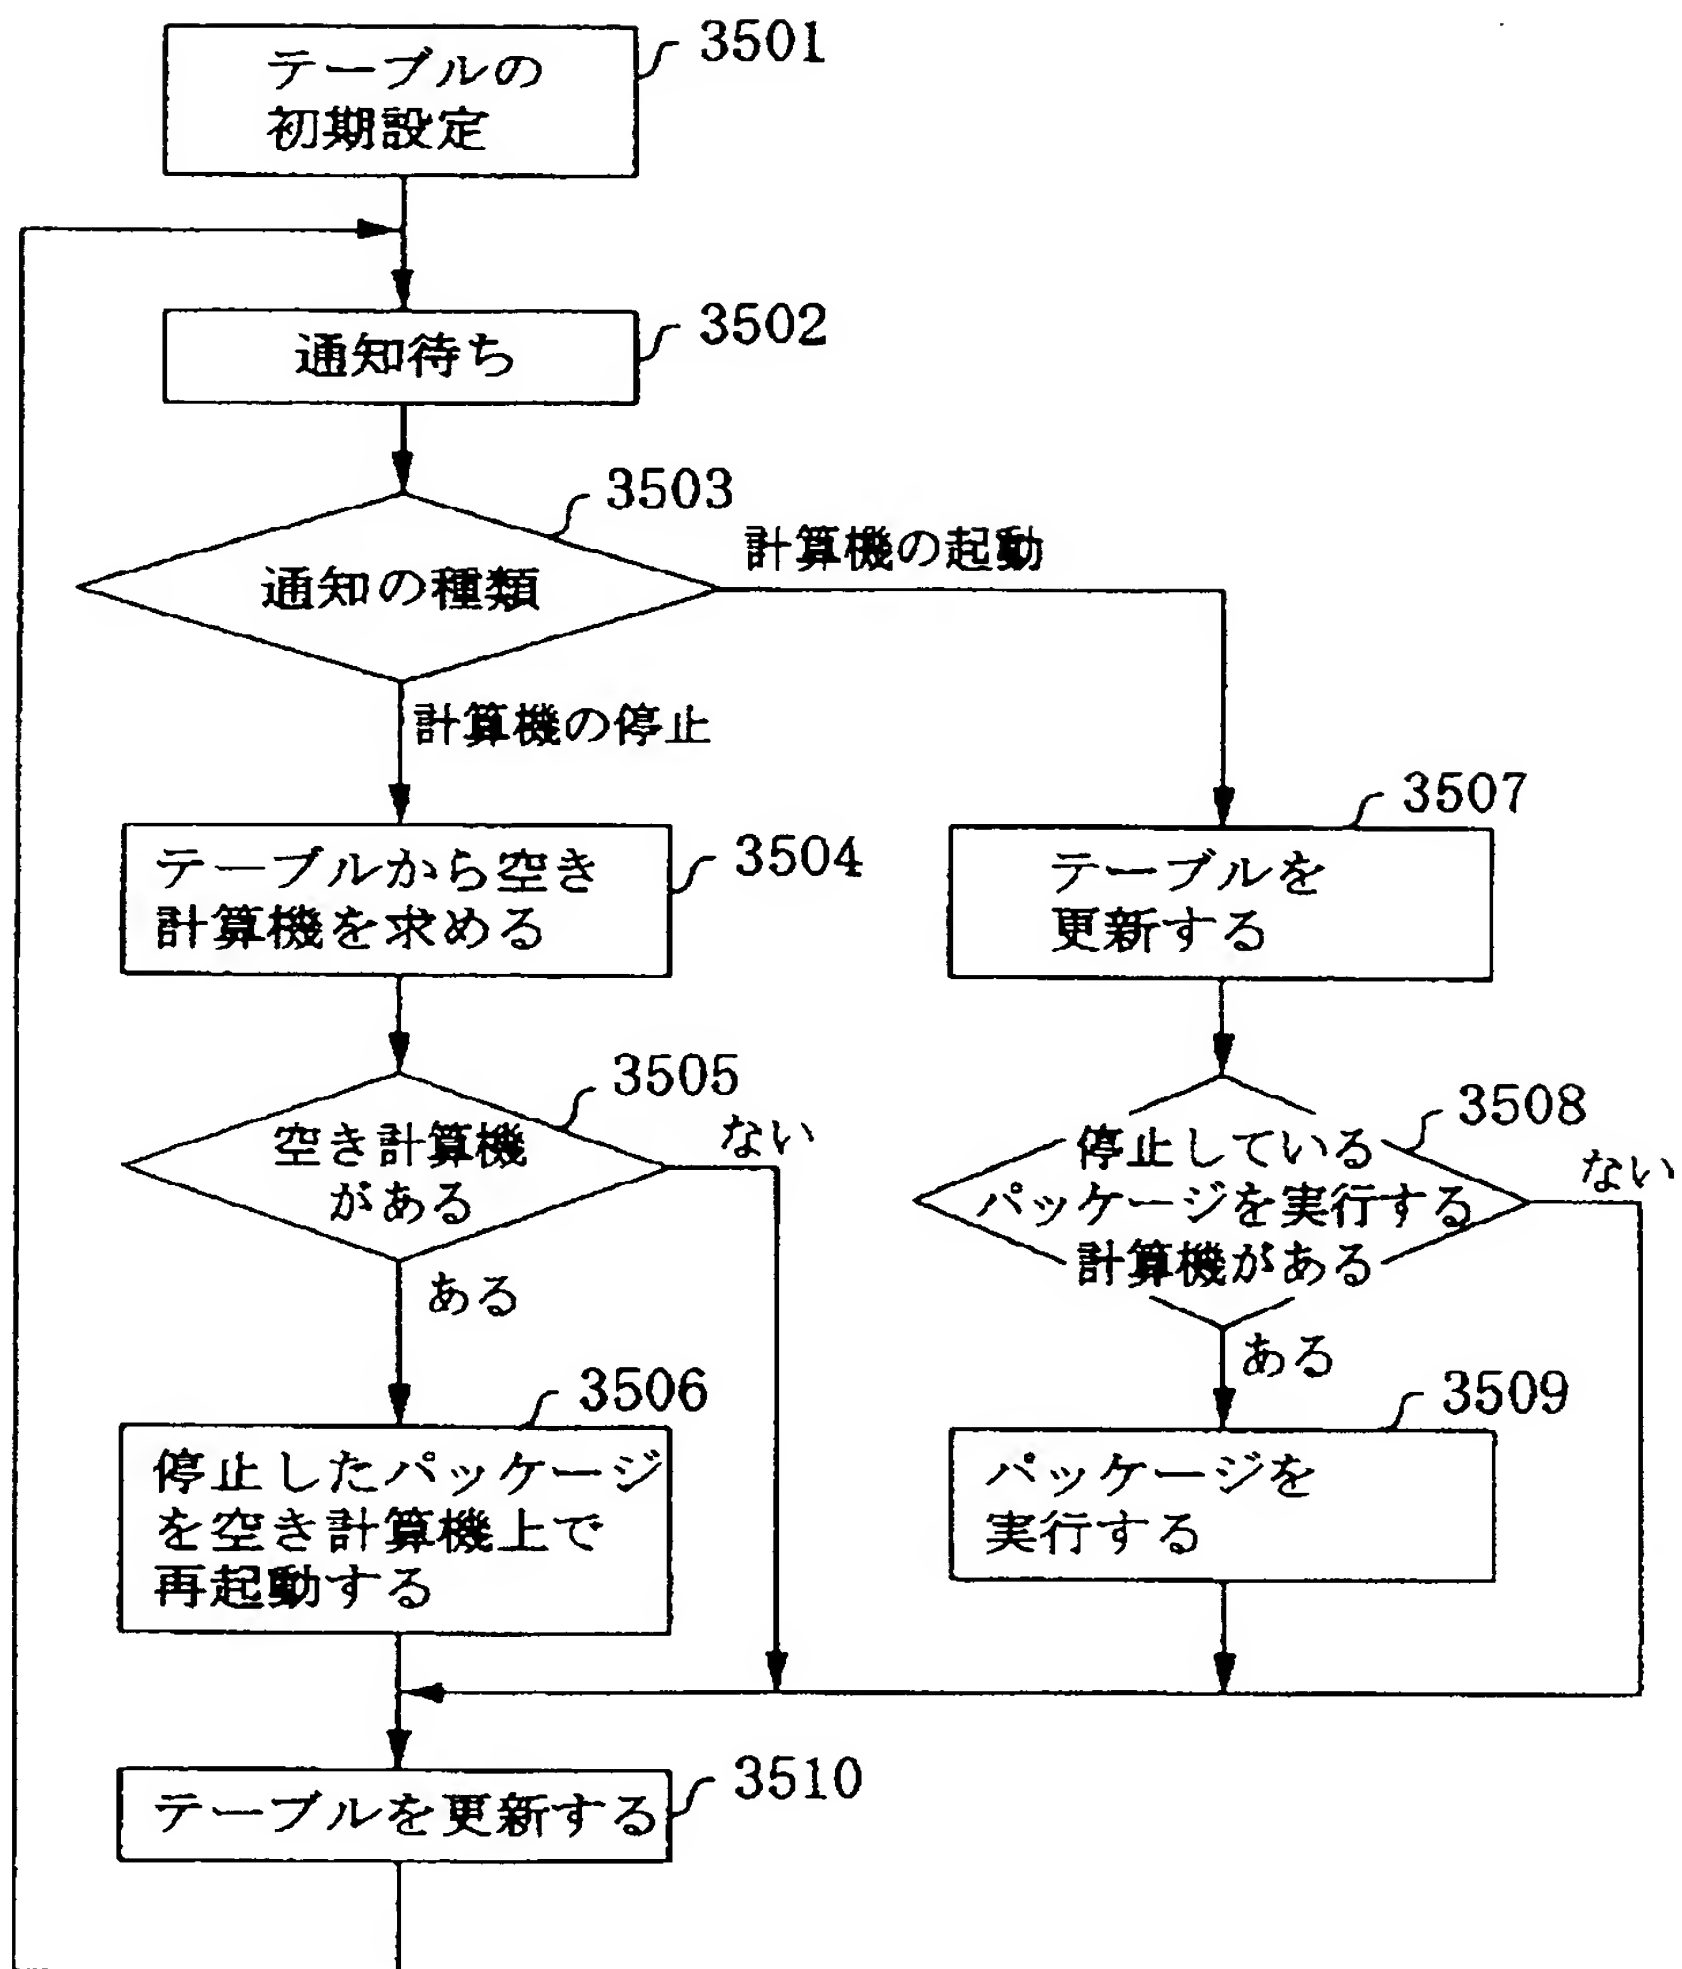 3501
テーブルの
初期設定
3502
通知待ち
3503
通知の種類
計算機の起動
計算機の停止
3504
テーブルから空き
計算機を求める
3507
テーブルを
更新する
3505
空き計算機
がある
ない
ある
3508
停止している
パッケージを実行する
計算機がある
ない
ある
3506
停止したパッケージ
を空き計算機上で
再起動する
3509
パッケージを
実行する
3510
テーブルを更新する